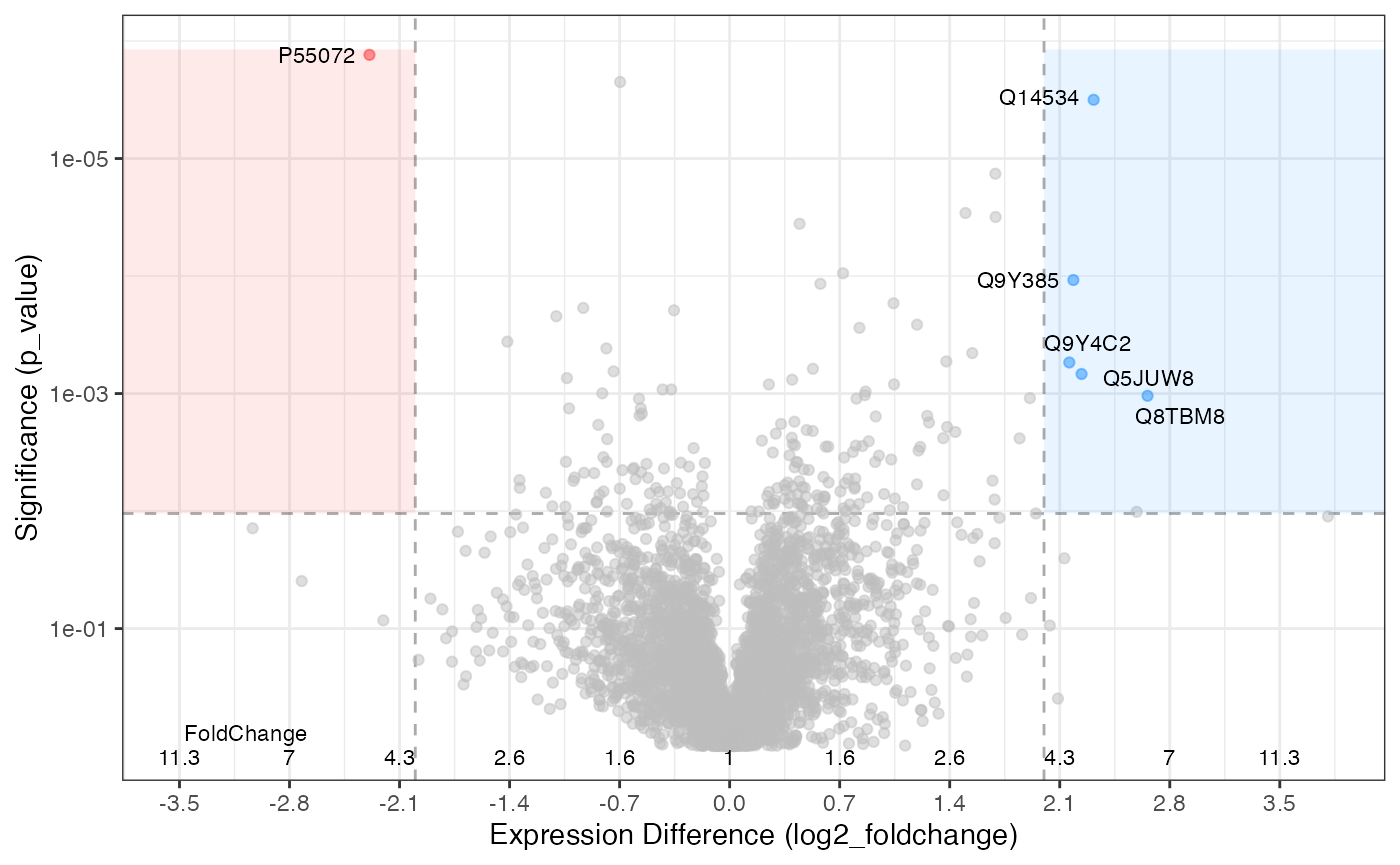 P55072
Q14534
1e-05
Q9Y385
Q9Y4C2
Q5JUW8
1e-03
Q8TBM8
Significance (p_value)
1e-01
FoldChange
11.3 7 4.3 2.6 1.6 1 1.6 2.6 4.3 7 11.3
-3.5 -2.8 -2.1 -1.4 -0.7 0.0 0.7 1.4 2.1 2.8 3.5
Expression Difference (log2_foldchange)